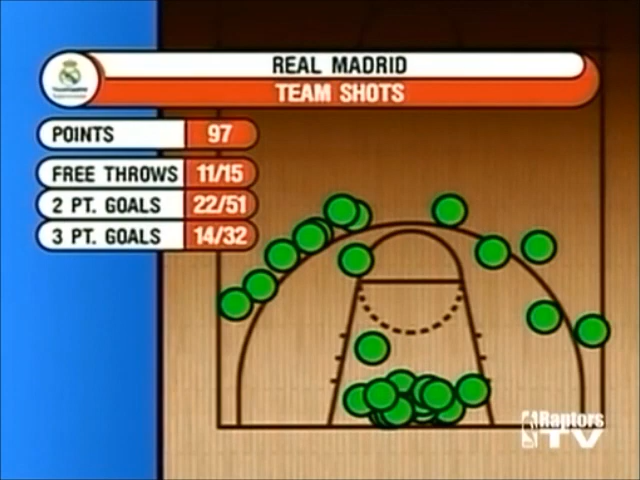 REAL MADRID
TEAM SHOTS
POINTS 97
FREE THROWS 11/15
2 PT. GOALS 22/51
3 PT. GOALS 14/32
Raptors
NBA TV